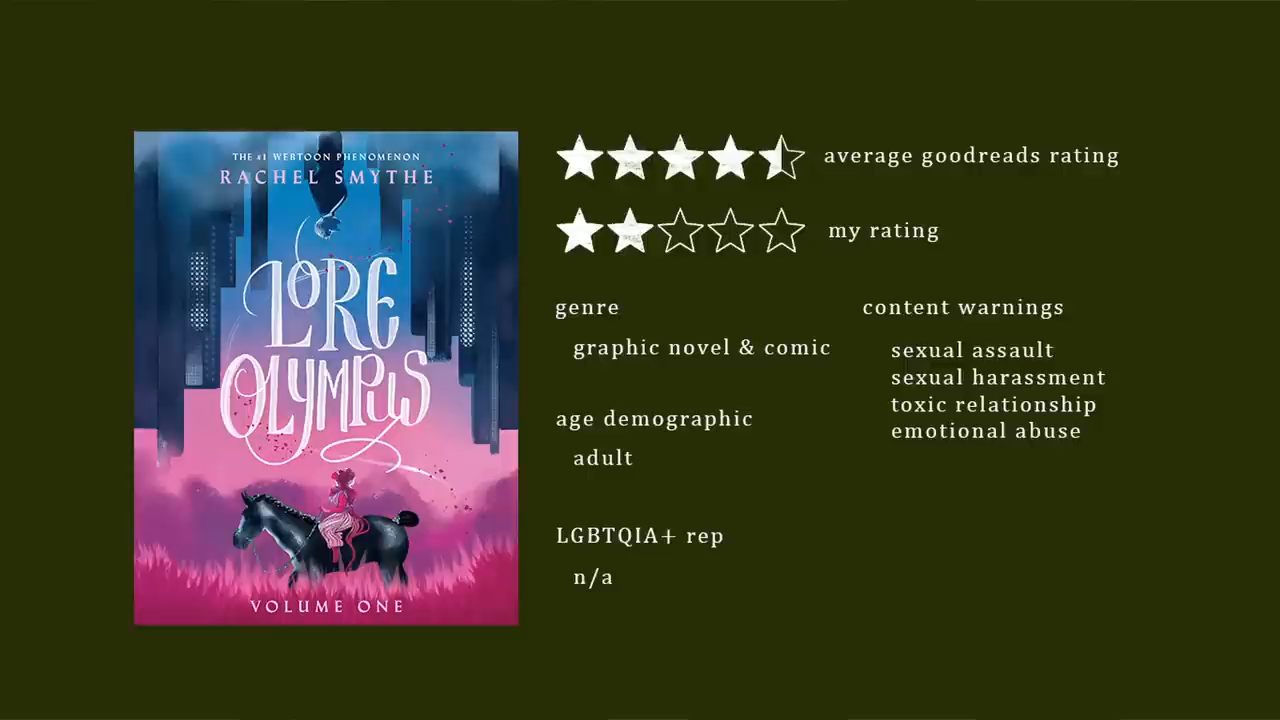 THE #1 WEBTOON PHENOMENON
RACHEL SMYTHE
LORE
OLYMPUS
VOLUME ONE
average goodreads rating
my rating
genre
graphic novel & comic
age demographic
adult
LGBTQIA+ rep
n/a
content warnings
sexual assault
sexual harassment
toxic relationship
emotional abuse